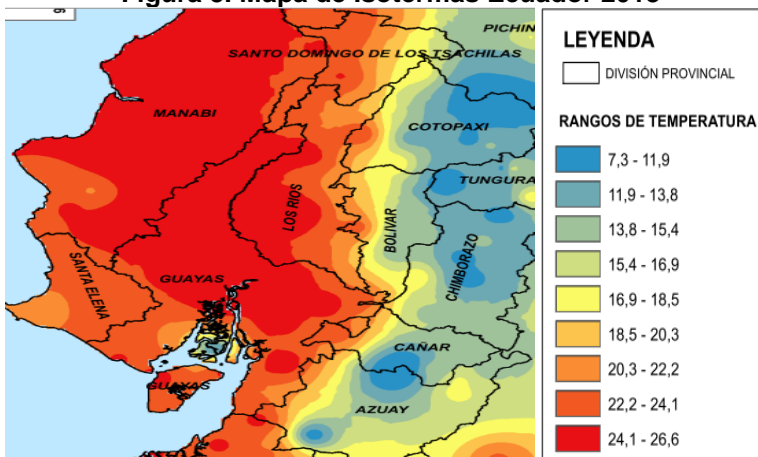 Figura 3. Mapa de Isotermas Ecuador 2018
PICHIN
SANTO DOMINGO DE LOS TSACHILAS
MANABI
COTOPAXI
TUNGURA
LOS RIOS
BOLIVAR
SANTA ELENA
GUAYAS
CHIMBORAZO
CAÑAR
GUAYAS
AZUAY
LEYENDA
DIVISIÓN PROVINCIAL
RANGOS DE TEMPERATURA
7,3 - 11,9
11,9 - 13,8
13,8 - 15,4
15,4 - 16,9
16,9 - 18,5
18,5 - 20,3
20,3 - 22,2
22,2 - 24,1
24,1 - 26,6